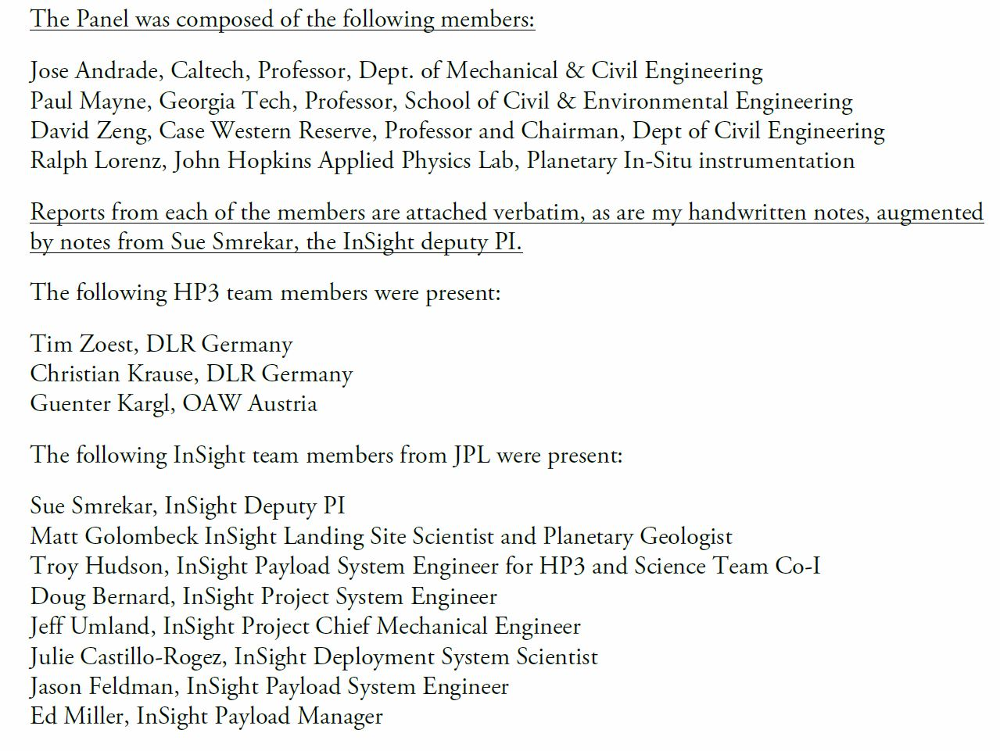 The Panel was composed of the following members:
Jose Andrade, Caltech, Professor, Dept. of Mechanical & Civil Engineering
Paul Mayne, Georgia Tech, Professor, School of Civil & Environmental Engineering
David Zeng, Case Western Reserve, Professor and Chairman, Dept of Civil Engineering
Ralph Lorenz, John Hopkins Applied Physics Lab, Planetary In-Situ instrumentation
Reports from each of the members are attached verbatim, as are my handwritten notes, augmented
by notes from Sue Smrekar, the InSight deputy PI.
The following HP3 team members were present:
Tim Zoest, DLR Germany
Christian Krause, DLR Germany
Guenter Kargl, OAW Austria
The following InSight team members from JPL were present:
Sue Smrekar, InSight Deputy PI
Matt Golombeck InSight Landing Site Scientist and Planetary Geologist
Troy Hudson, InSight Payload System Engineer for HP3 and Science Team Co-I
Doug Bernard, InSight Project System Engineer
Jeff Umland, InSight Project Chief Mechanical Engineer
Julie Castillo-Rogez, InSight Deployment System Scientist
Jason Feldman, InSight Payload System Engineer
Ed Miller, InSight Payload Manager